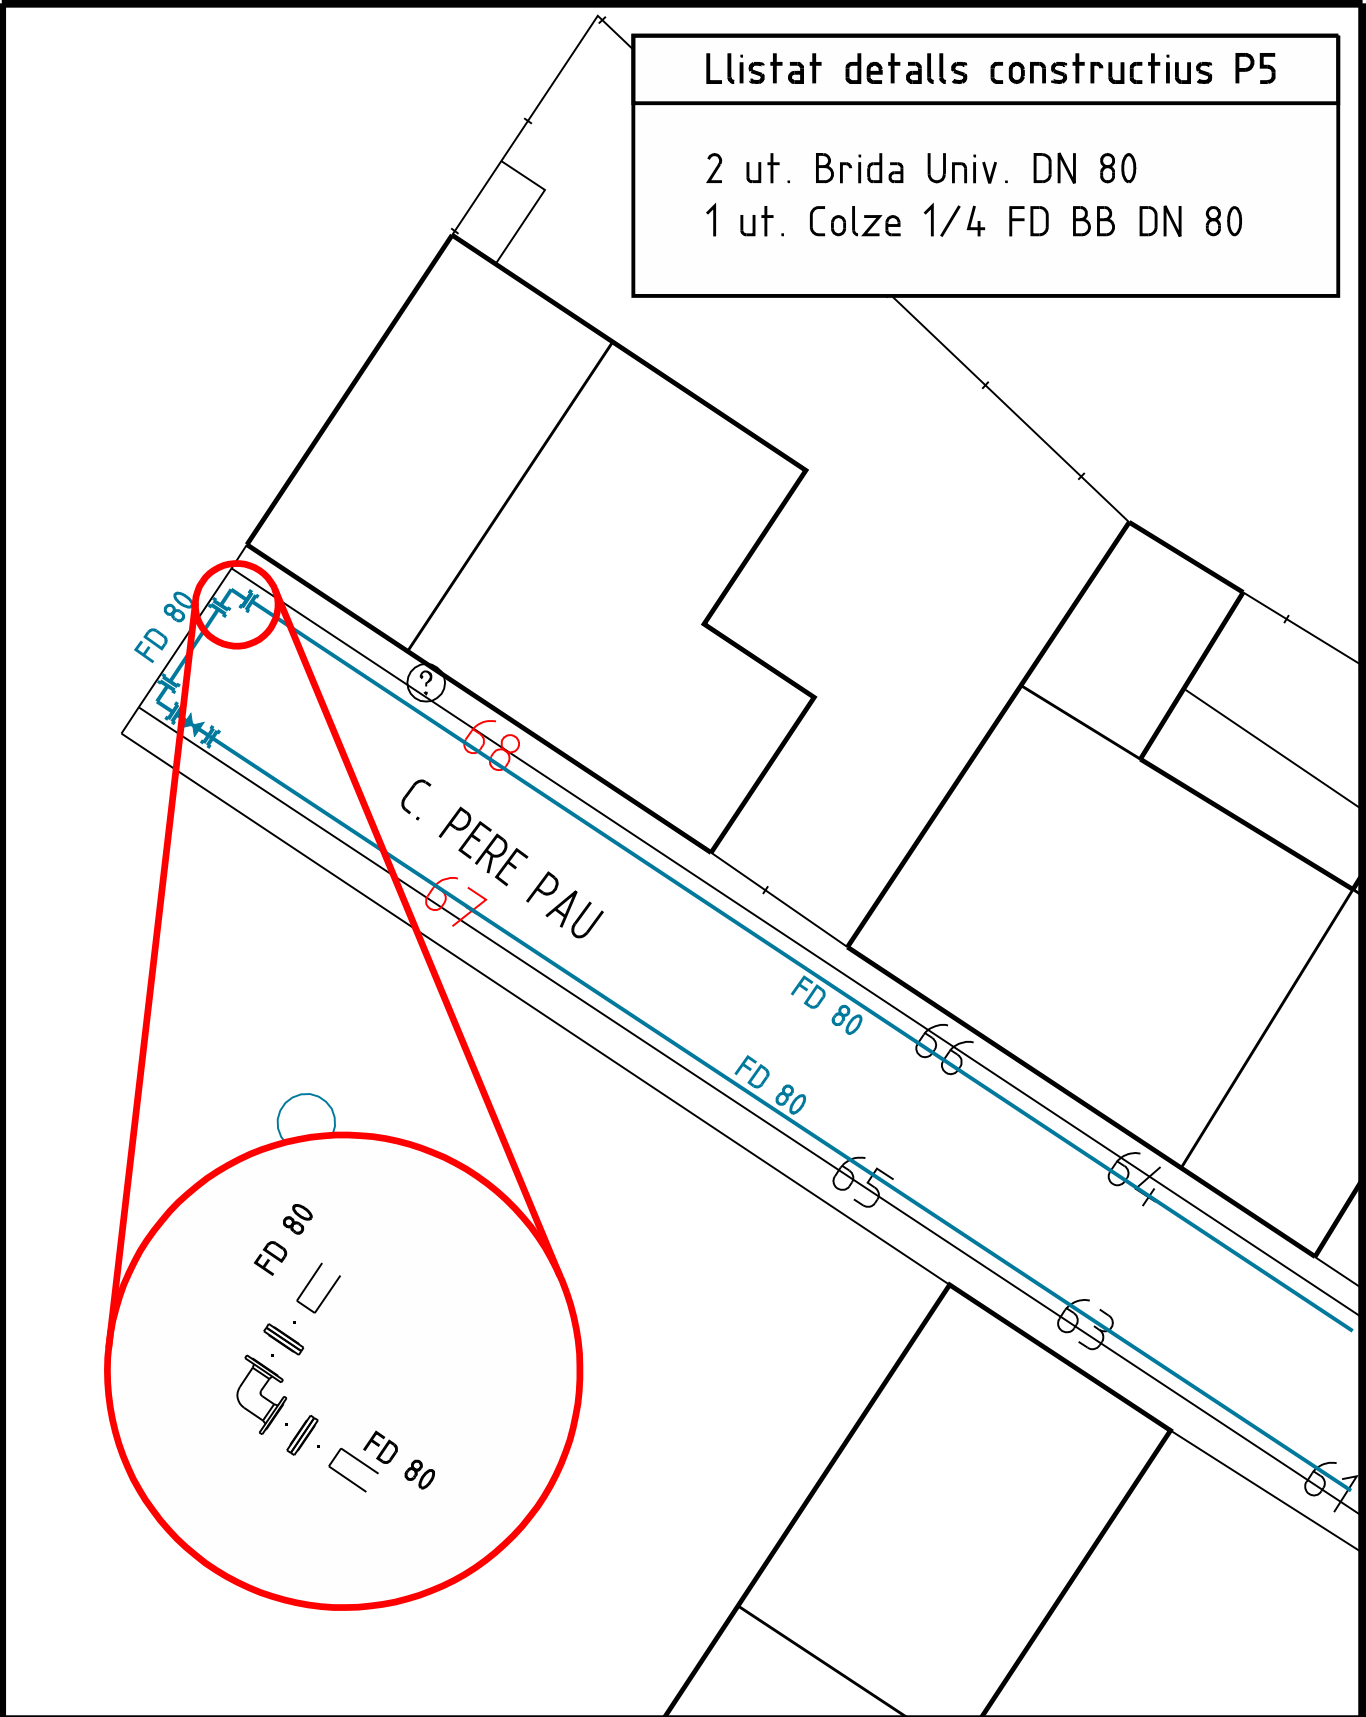 Llistat detalls constructius P5
2 ut. Brida Univ. DN 80
1 ut. Colze 1/4 FD BB DN 80
FD 80
?
68
C. PERE PAU
67
FD 80
66
FD 80
65
64
63
61
FD 80
FD 80